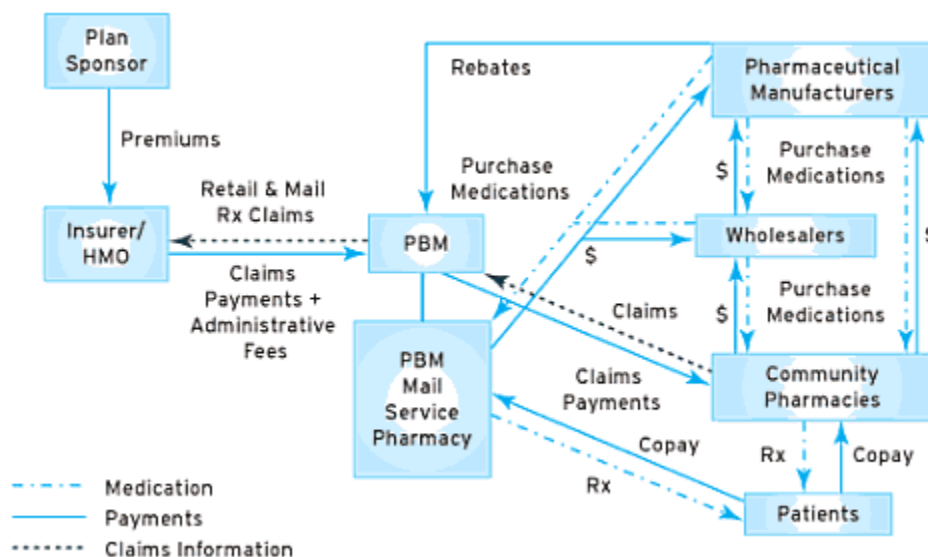 Plan
Sponsor
Premiums
Insurer/
HMO
Retail & Mail
Rx Claims
Claims
Payments +
Administrative
Fees
Rebates
PBM
PBM
Mail
Service
Pharmacy
Purchase
Medications
$
Pharmaceutical
Manufacturers
$
Purchase
Medications
$
Wholesalers
$
Purchase
Medications
Claims
Claims
Payments
Community
Pharmacies
Copay
Rx
Rx
Copay
Patients
Medication
Payments
Claims Information